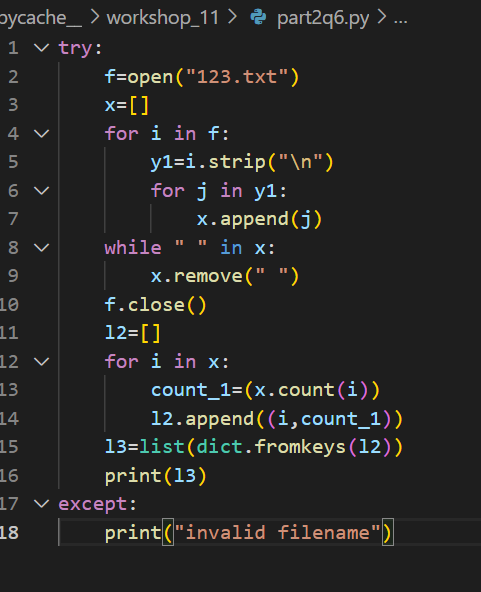 pycache__ > workshop_11 > part2q6.py > ...
1 try:
2     f=open("123.txt")
3     x=[]
4     for i in f:
5         y1=i.strip("\n")
6         for j in y1:
7             x.append(j)
8     while " " in x:
9         x.remove(" ")
10     f.close()
11     l2=[]
12     for i in x:
13         count_1=(x.count(i))
14         l2.append((i,count_1))
15     l3=list(dict.fromkeys(l2))
16     print(l3)
17 except:
18     print("invalid filename")